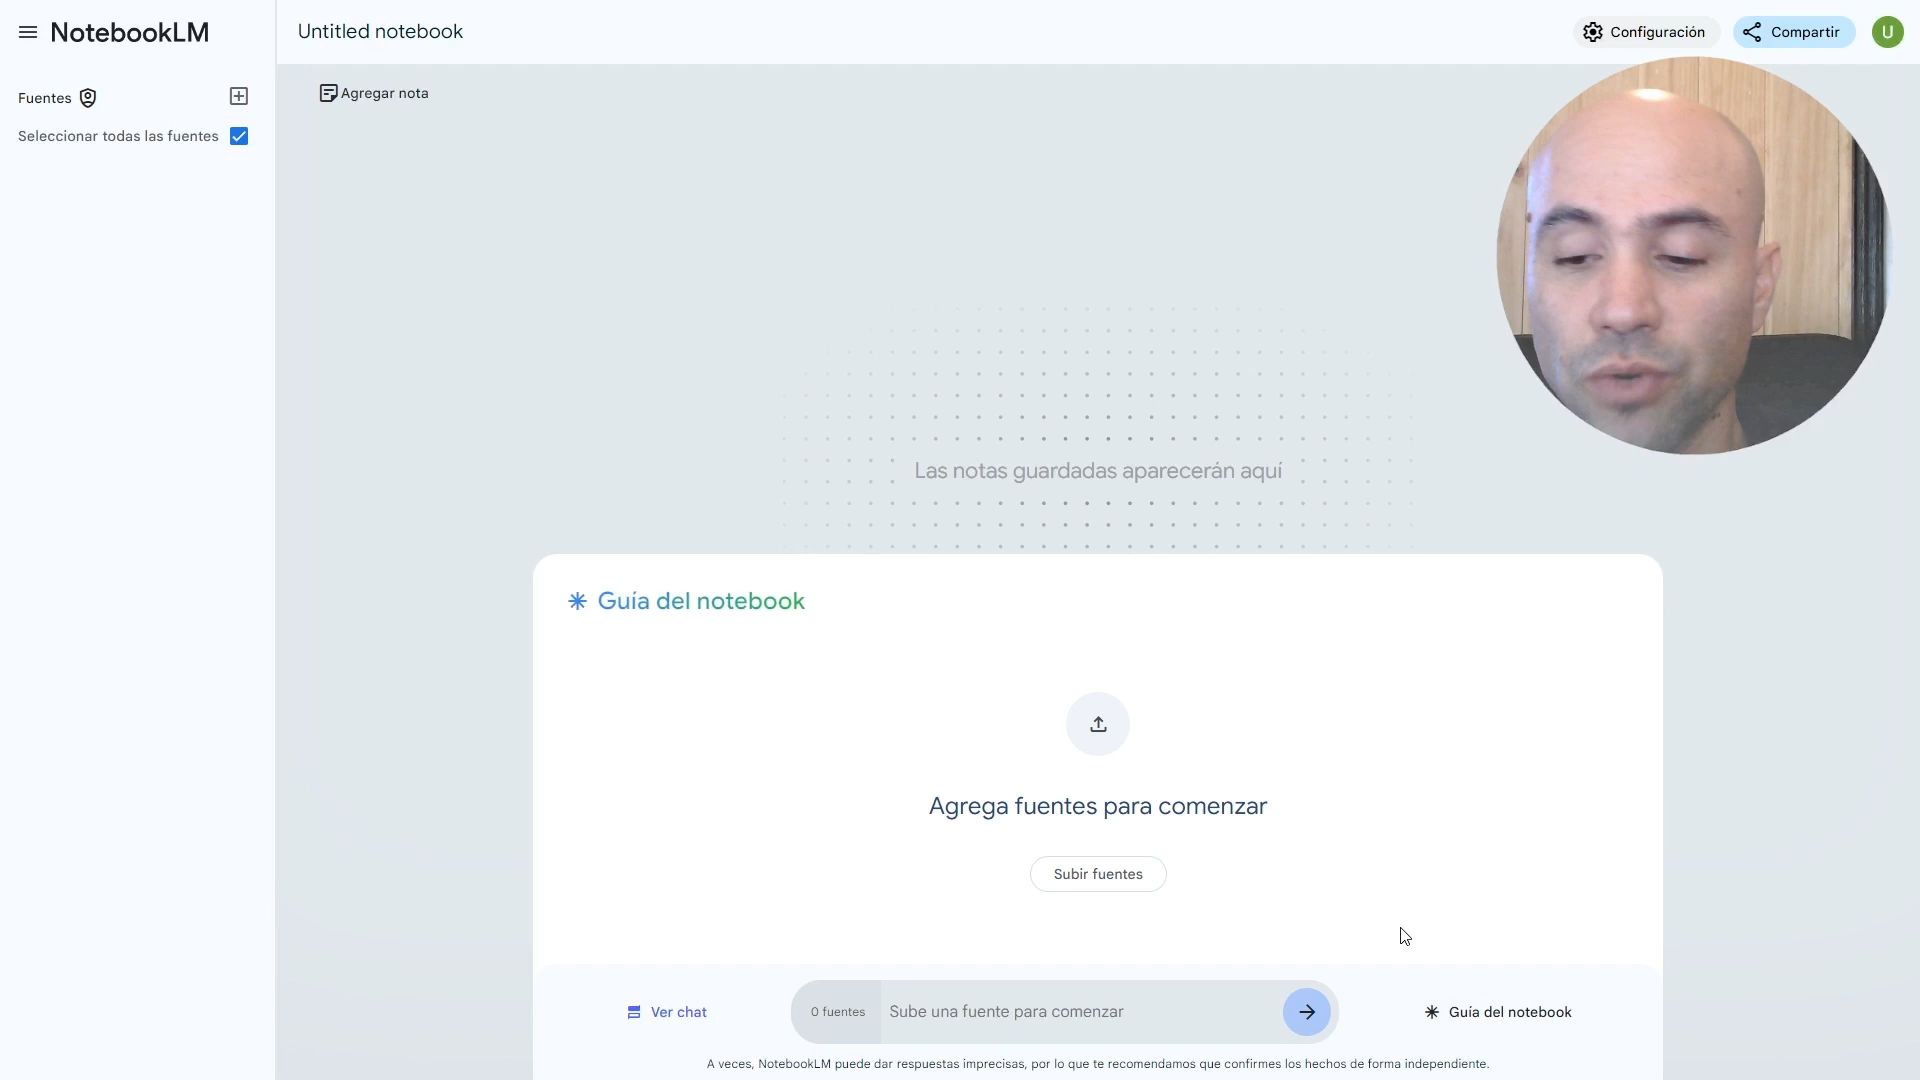 NotebookLM
Untitled notebook
Configuración
Compartir
U
Fuentes
Agregar nota
Seleccionar todas las fuentes
Las notas guardadas aparecerán aquí
Guía del notebook
Agrega fuentes para comenzar
Subir fuentes
Ver chat
0 fuentes
Sube una fuente para comenzar
Guía del notebook
A veces, NotebookLM puede dar respuestas imprecisas, por lo que te recomendamos que confirmes los hechos de forma independiente.